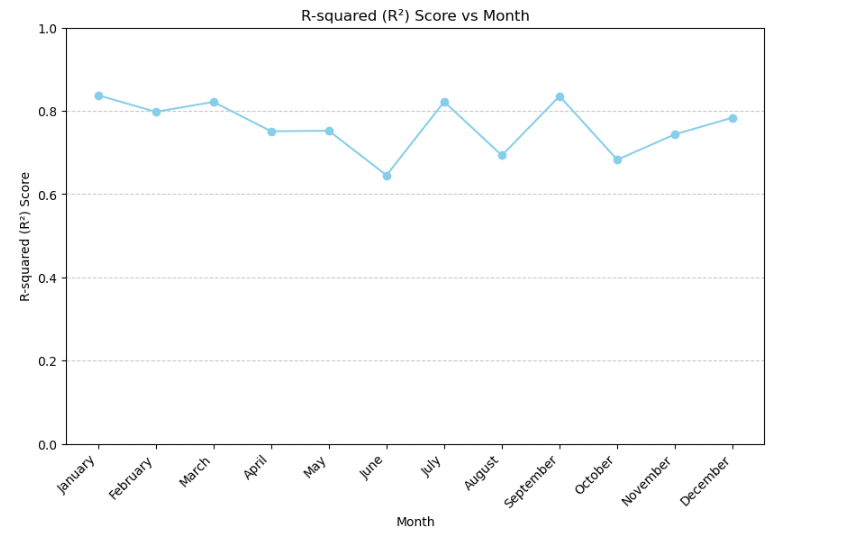 R-squared (R²) Score vs Month
R-squared (R²) Score
1.0
0.8
0.6
0.4
0.2
0.0
January
February
March
April
May
June
July
August
September
October
November
December
Month